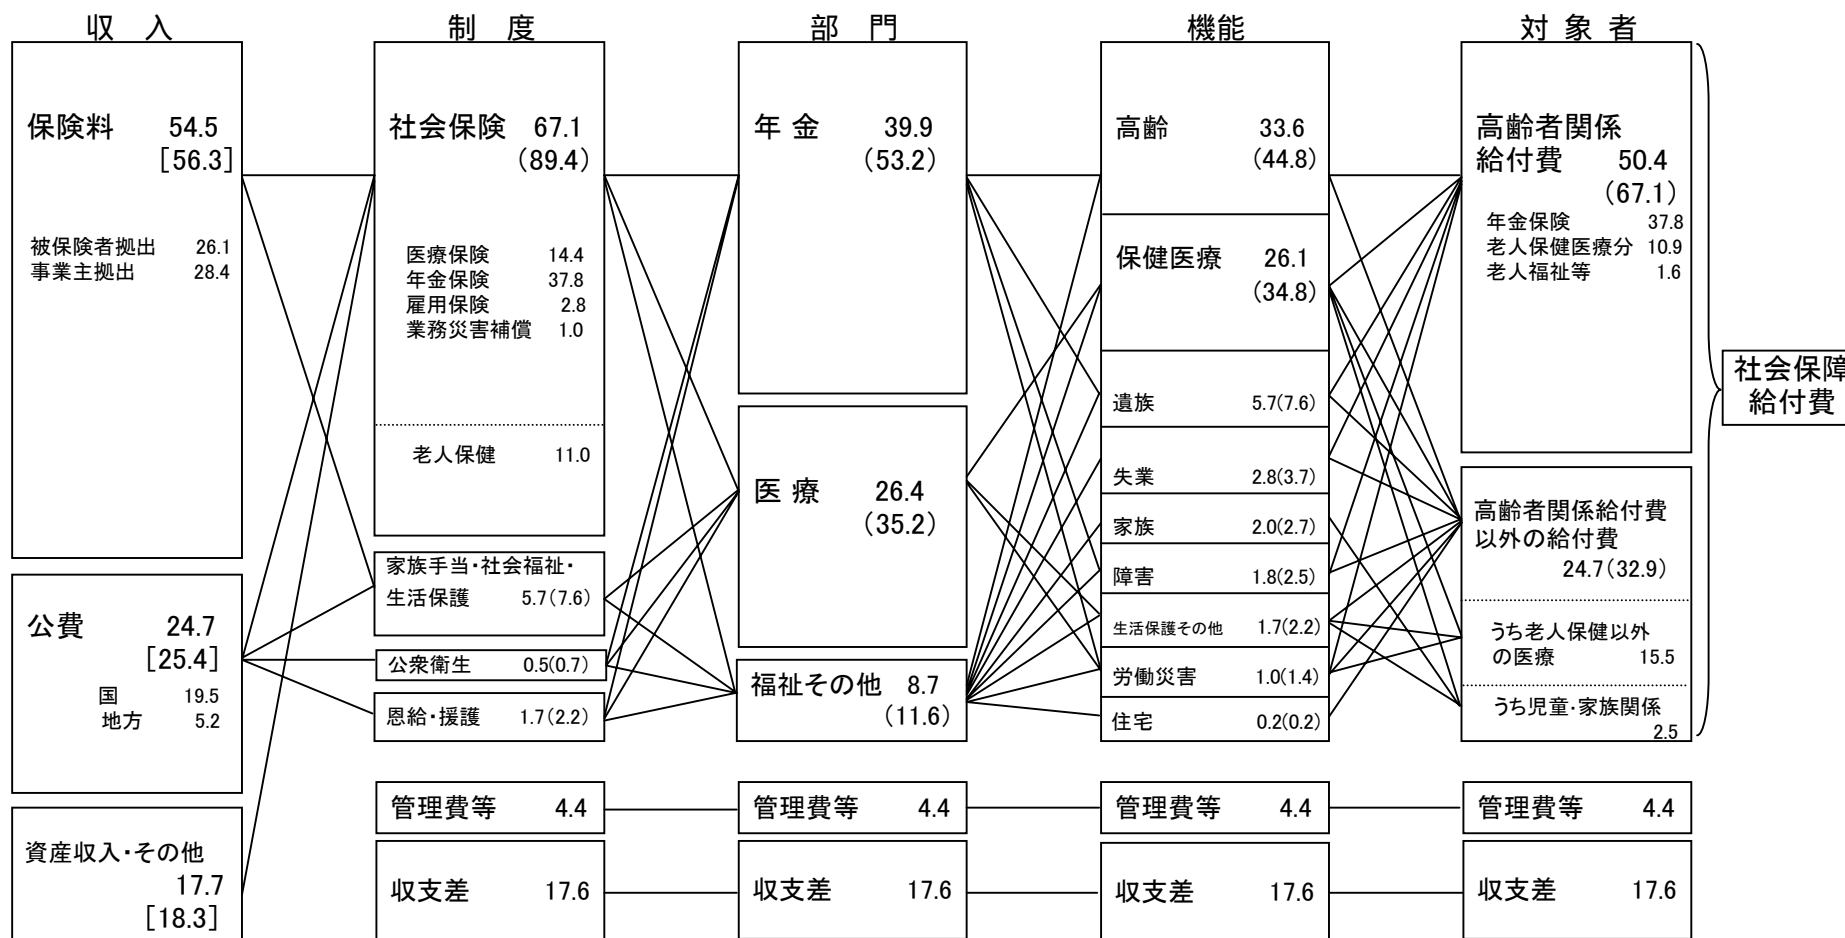 収 入
制 度
部 門
機能
対 象 者
保険料 54.5
[56.3]
被保険者拠出 26.1
事業主拠出 28.4
公費 24.7
[25.4]
国 19.5
地方 5.2
資産収入・その他
17.7
[18.3]
社会保険 67.1
(89.4)
医療保険 14.4
年金保険 37.8
雇用保険 2.8
業務災害補償 1.0
老人保健 11.0
家族手当・社会福祉・
生活保護 5.7(7.6)
公衆衛生 0.5(0.7)
恩給・援護 1.7(2.2)
管理費等 4.4
収支差 17.6
年 金 39.9
(53.2)
医 療 26.4
(35.2)
福祉その他 8.7
(11.6)
管理費等 4.4
収支差 17.6
高齢 33.6
(44.8)
保健医療 26.1
(34.8)
遺族 5.7(7.6)
失業 2.8(3.7)
家族 2.0(2.7)
障害 1.8(2.5)
生活保護その他 1.7(2.2)
労働災害 1.0(1.4)
住宅 0.2(0.2)
管理費等 4.4
収支差 17.6
高齢者関係
給付費 50.4
(67.1)
年金保険 37.8
老人保健医療分 10.9
老人福祉等 1.6
高齢者関係給付費
以外の給付費
24.7(32.9)
うち老人保健以外
の医療 15.5
うち児童・家族関係
2.5
管理費等 4.4
収支差 17.6
社会保障
給付費